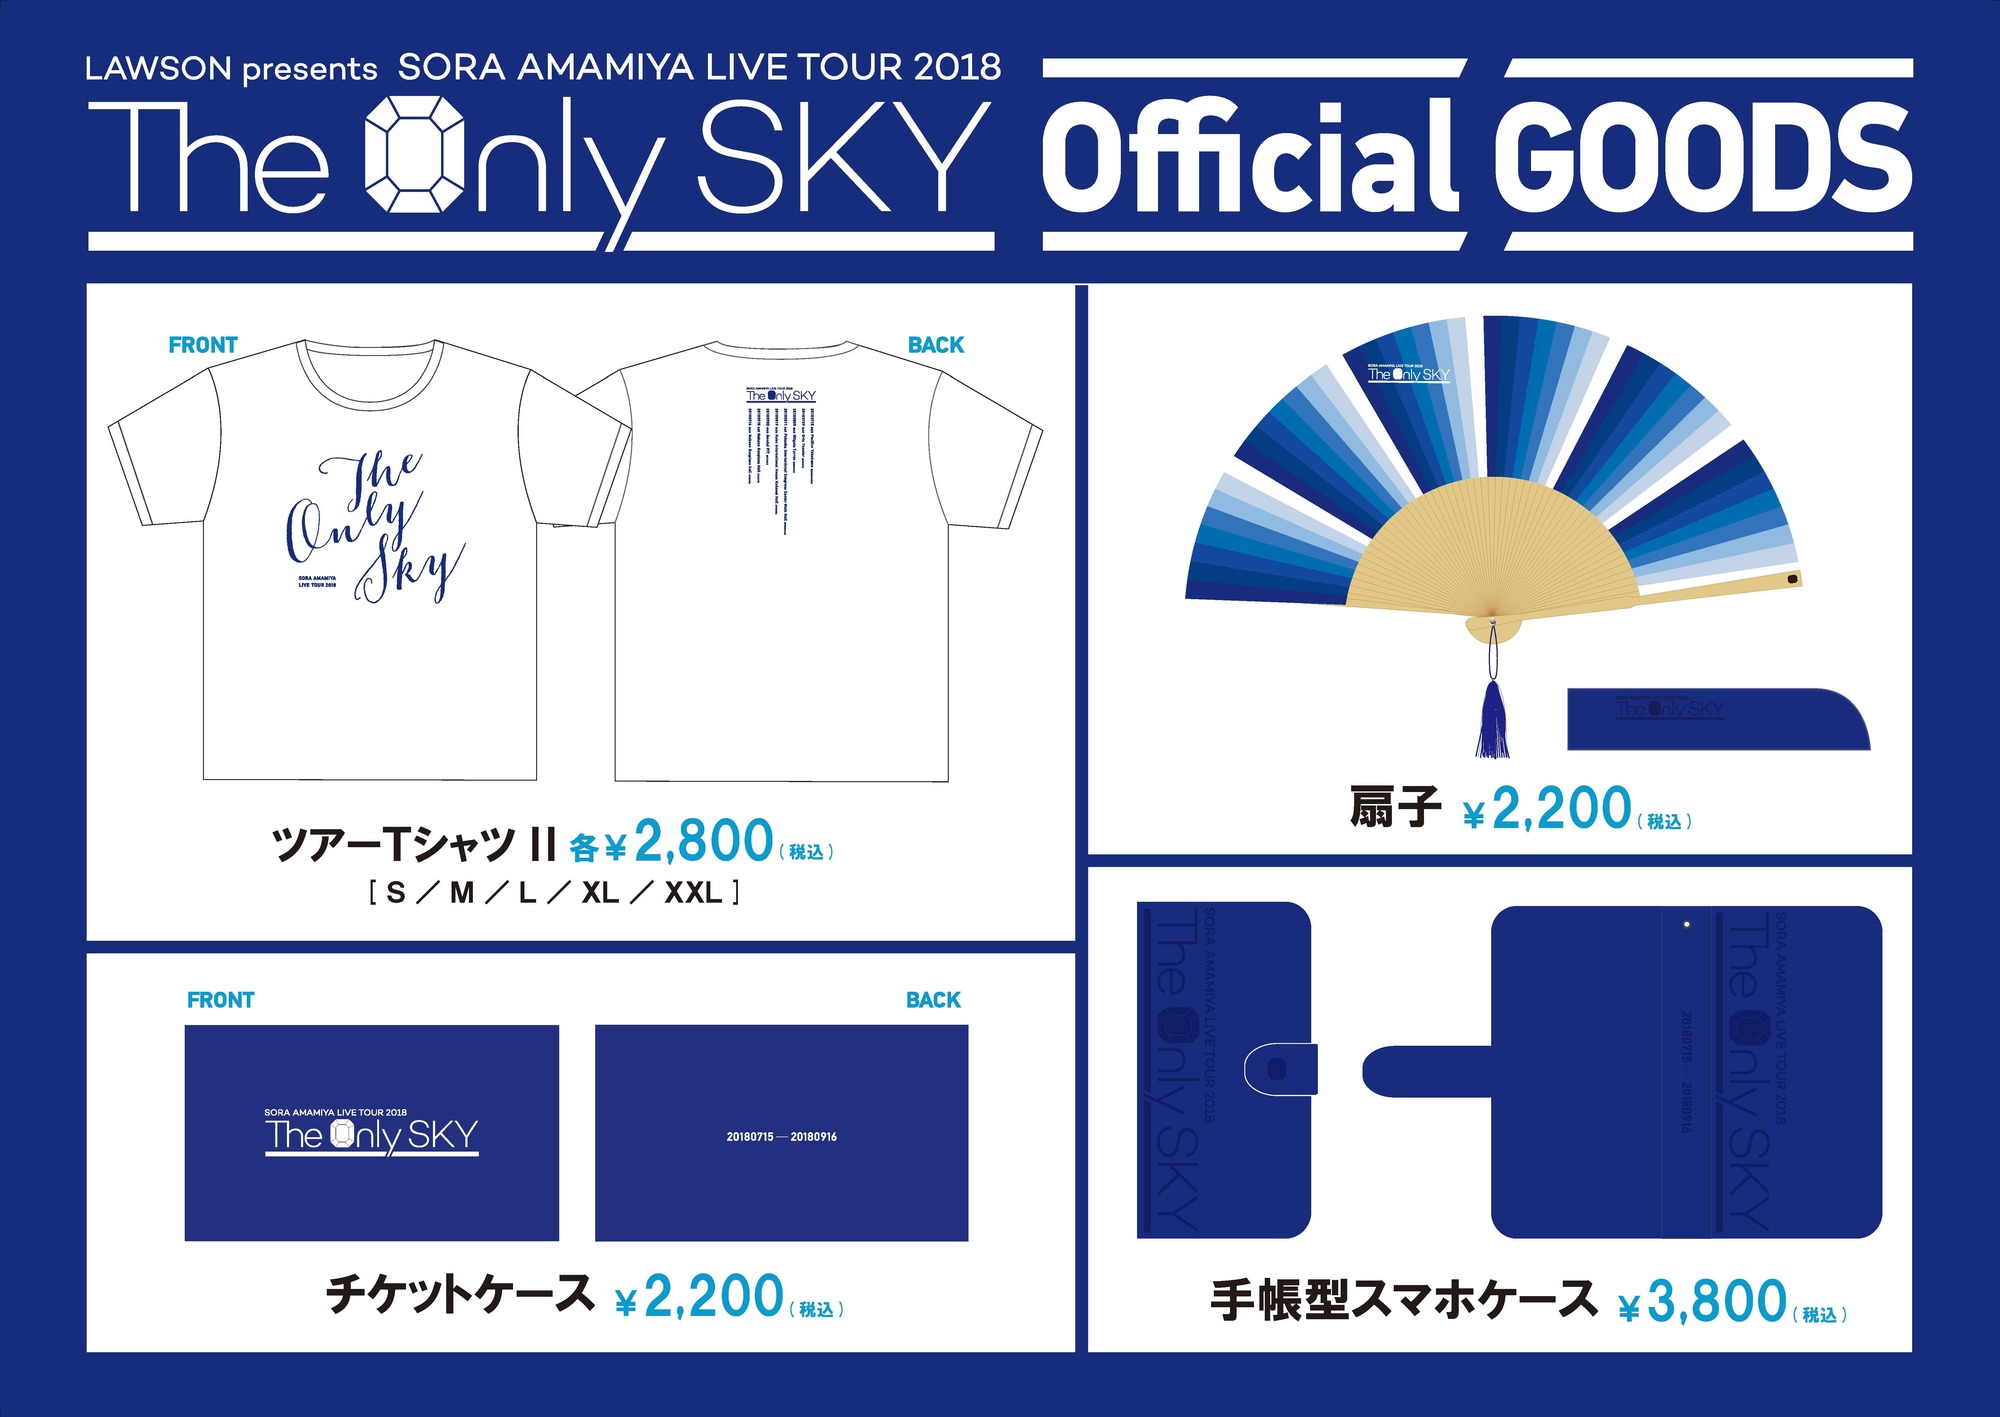 LAWSON presents SORA AMAMIYA LIVE TOUR 2018
The Only SKY
Official GOODS
FRONT
BACK
The
Only
Sky
SORA AMAMIYA
LIVE TOUR 2018
SORA AMAMIYA LIVE TOUR 2018
The Only SKY
ツアーTシャツ II 各¥2,800(税込)
[ S / M / L / XL / XXL ]
SORA AMAMIYA LIVE TOUR 2018
The Only SKY
SORA AMAMIYA LIVE TOUR 2018
The Only SKY
扇子 ¥2,200(税込)
FRONT
BACK
SORA AMAMIYA LIVE TOUR 2018
The Only SKY
20180715 — 20180916
チケットケース ¥2,200(税込)
SORA AMAMIYA LIVE TOUR 2018
The Only SKY
20180715 — 20180916
SORA AMAMIYA LIVE TOUR 2018
The Only SKY
手帳型スマホケース ¥3,800(税込)